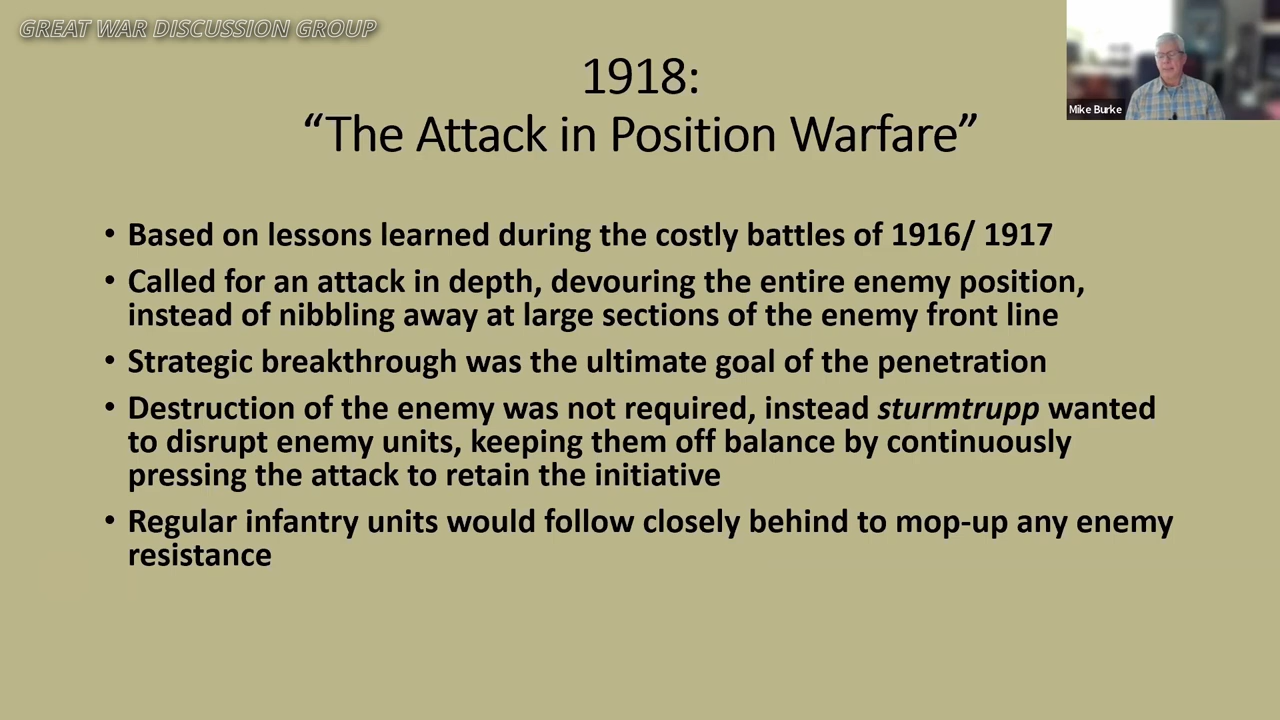 GREAT WAR DISCUSSION GROUP
Mike Burke
1918:
“The Attack in Position Warfare”
• Based on lessons learned during the costly battles of 1916/ 1917
• Called for an attack in depth, devouring the entire enemy position,
instead of nibbling away at large sections of the enemy front line
• Strategic breakthrough was the ultimate goal of the penetration
• Destruction of the enemy was not required, instead sturmtrupp wanted
to disrupt enemy units, keeping them off balance by continuously
pressing the attack to retain the initiative
• Regular infantry units would follow closely behind to mop-up any enemy
resistance